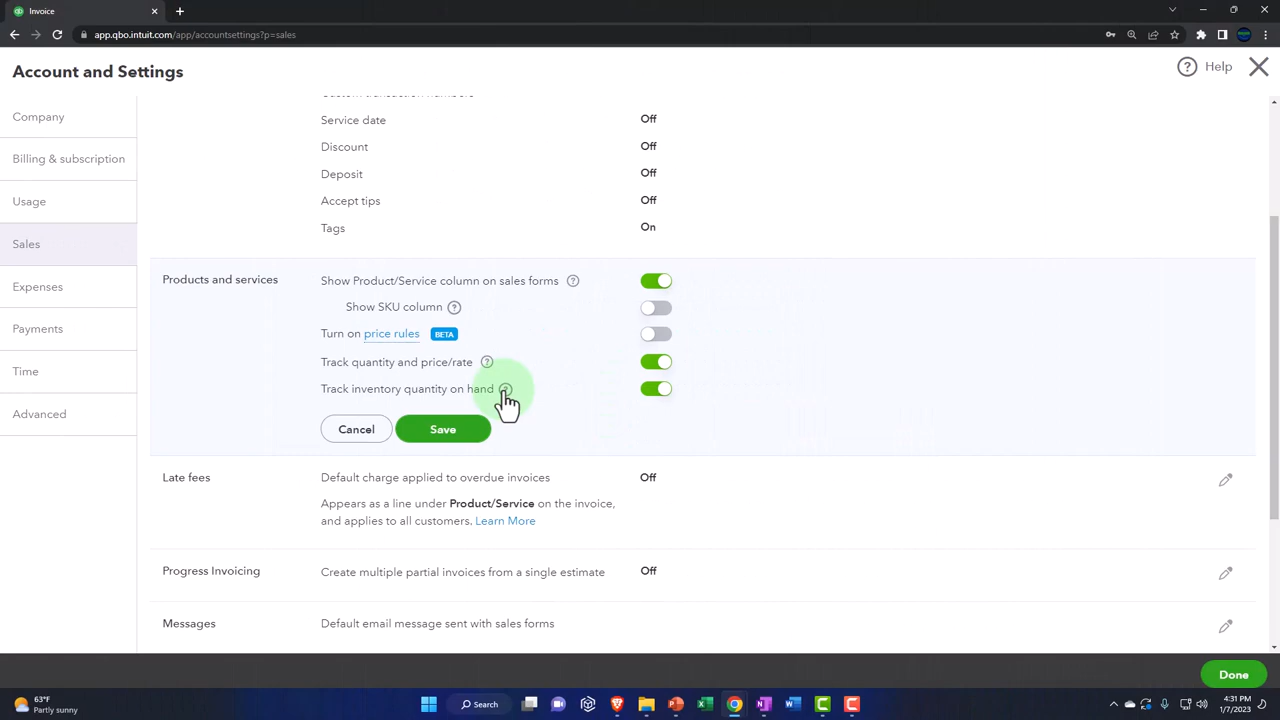 Invoice
app.qbo.intuit.com/app/accountsettings?p=sales
Account and Settings
Help
Company
Billing & subscription
Usage
Sales
Expenses
Payments
Time
Advanced
Custom transaction numbers
Service date Off
Discount Off
Deposit Off
Accept tips Off
Tags On
Products and services
Show Product/Service column on sales forms
Show SKU column
Turn on price rules BETA
Track quantity and price/rate
Track inventory quantity on hand
Cancel Save
Late fees Default charge applied to overdue invoices Off
Appears as a line under Product/Service on the invoice,
and applies to all customers. Learn More
Progress Invoicing Create multiple partial invoices from a single estimate Off
Messages Default email message sent with sales forms
Done
63°F
Partly sunny
Search
4:31 PM
1/7/2023